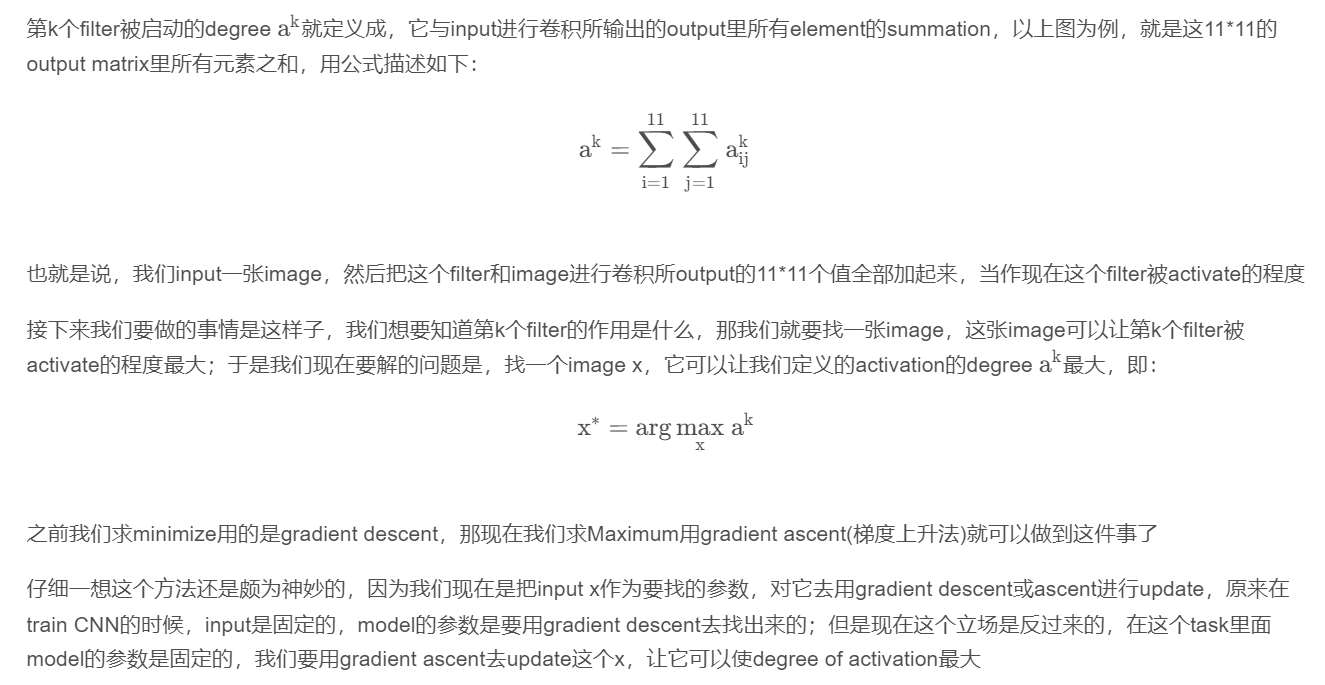 第k个filter被启动的degree aᵏ就定义成，它与input进行卷积所输出的output里所有element的summation，以上图为例，就是这11*11的
output matrix里所有元素之和，用公式描述如下：
a^k = \sum_{i=1}^{11} \sum_{j=1}^{11} a_{ij}^k
也就是说，我们input一张image，然后把这个filter和image进行卷积所output的11*11个值全部加起来，当作现在这个filter被activate的程度
接下来我们要做的事情是这样子，我们想要知道第k个filter的作用是什么，那我们就要找一张image，这张image可以让第k个filter被
activate的程度最大；于是我们现在要解的问题是，找一个image x，它可以让我们定义的activation的degree aᵏ最大，即：
x^* = \arg\max_x a^k
之前我们求minimize用的是gradient descent，那现在我们求Maximum用gradient ascent(梯度上升法)就可以做到这件事了
仔细一想这个方法还是颇为神妙的，因为我们现在是把input x作为要找的参数，对它去用gradient descent或ascent进行update，原来在
train CNN的时候，input是固定的，model的参数是要用gradient descent去找出来的；但是现在这个立场是反过来的，在这个task里面
model的参数是固定的，我们要用gradient ascent去update这个x，让它可以使degree of activation最大